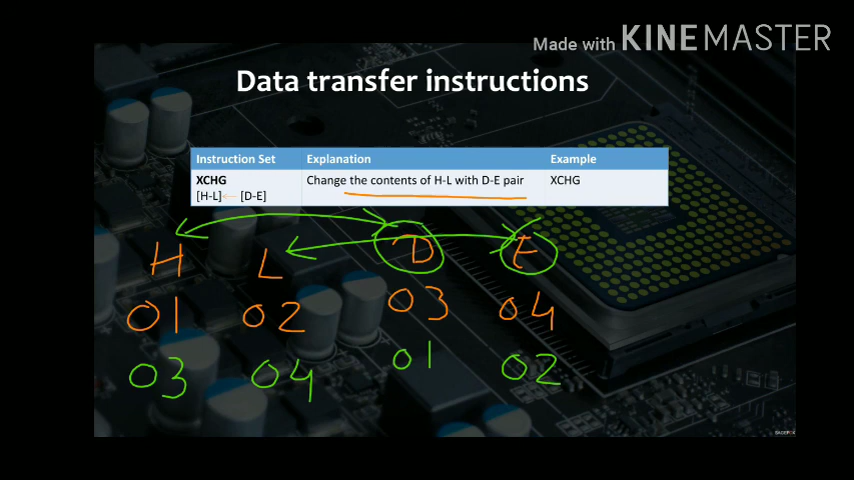 Made with KINEMASTER
Data transfer instructions
Instruction Set Explanation Example
XCHG Change the contents of H-L with D-E pair XCHG
[H-L]← [D-E]
H L D E
01 02 03 04
03 04 01 02